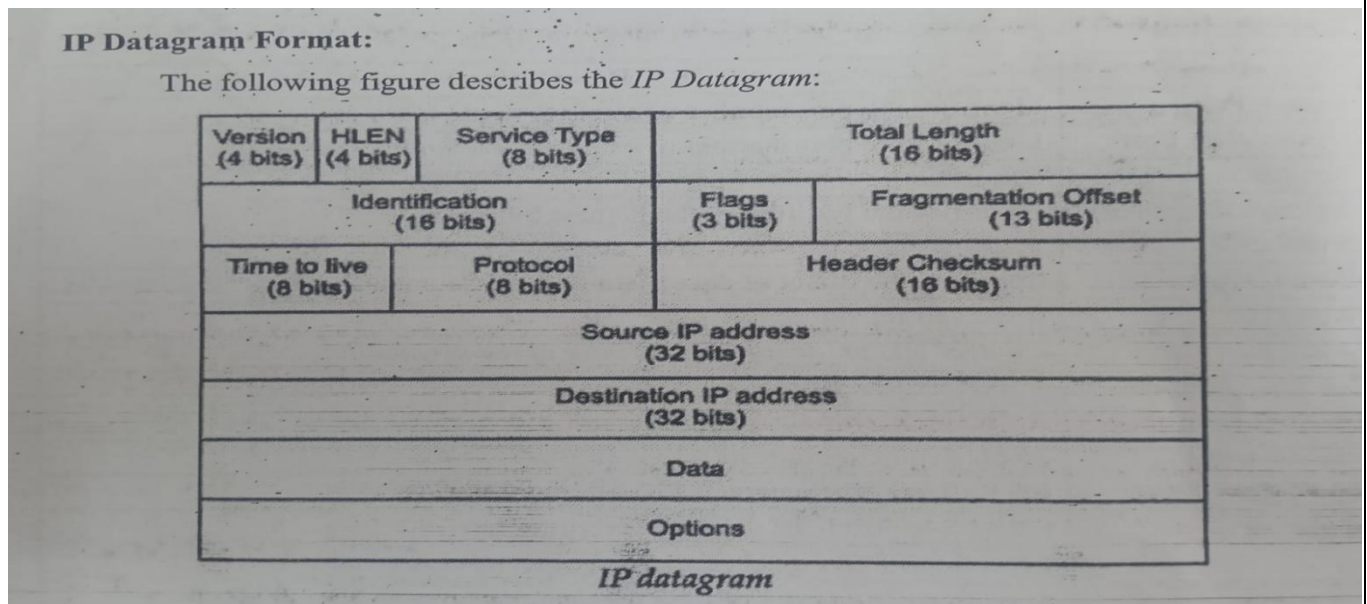 IP Datagram Format:
The following figure describes the IP Datagram:
Version HLEN Service Type Total Length
(4 bits) (4 bits) (8 bits) (16 bits)
Identification Flags Fragmentation Offset
(16 bits) (3 bits) (13 bits)
Time to live Protocol Header Checksum
(8 bits) (8 bits) (16 bits)
Source IP address
(32 bits)
Destination IP address
(32 bits)
Data
Options
IP datagram